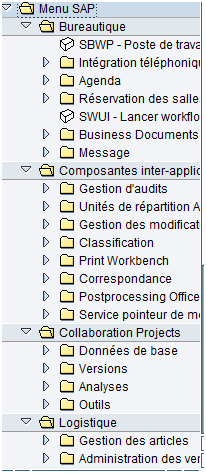 Menu SAP
Bureautique
SBWP - Poste de trava
Intégration téléphoniqu
Agenda
Réservation des salle
SWUI - Lancer workflo
Business Documents
Message
Composantes inter-applic
Gestion d'audits
Unités de répartition A
Gestion des modificat
Classification
Print Workbench
Correspondance
Postprocessing Office
Service pointeur de m
Collaboration Projects
Données de base
Versions
Analyses
Outils
Logistique
Gestion des articles
Administration des ver